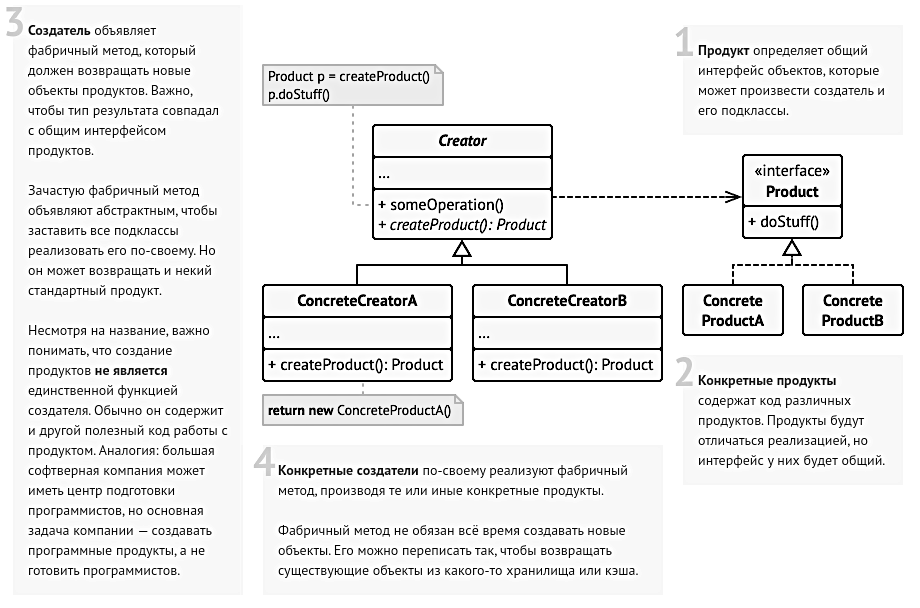 3
Создатель объявляет
фабричный метод, который
должен возвращать новые
объекты продуктов. Важно,
чтобы тип результата совпадал
с общим интерфейсом
продуктов.
Зачастую фабричный метод
объявляют абстрактным, чтобы
заставить все подклассы
реализовать его по-своему. Но
он может возвращать и некий
стандартный продукт.
Несмотря на название, важно
понимать, что создание
продуктов не является
единственной функцией
создателя. Обычно он содержит
и другой полезный код работы с
продуктом. Аналогия: большая
софтверная компания может
иметь центр подготовки
программистов, но основная
задача компании — создавать
программные продукты, а не
готовить программистов.
Product p = createProduct()
p.doStuff()
Creator
...
+ someOperation()
+ createProduct(): Product
ConcreteCreatorA
...
+ createProduct(): Product
ConcreteCreatorB
...
+ createProduct(): Product
return new ConcreteProductA()
1
Продукт определяет общий
интерфейс объектов, которые
может произвести создатель и
его подклассы.
«interface»
Product
+ doStuff()
Concrete
ProductA
Concrete
ProductB
2
Конкретные продукты
содержат код различных
продуктов. Продукты будут
отличаться реализацией, но
интерфейс у них будет общий.
4
Конкретные создатели по-своему реализуют фабричный
метод, производя те или иные конкретные продукты.
Фабричный метод не обязан всё время создавать новые
объекты. Его можно переписать так, чтобы возвращать
существующие объекты из какого-то хранилища или кэша.